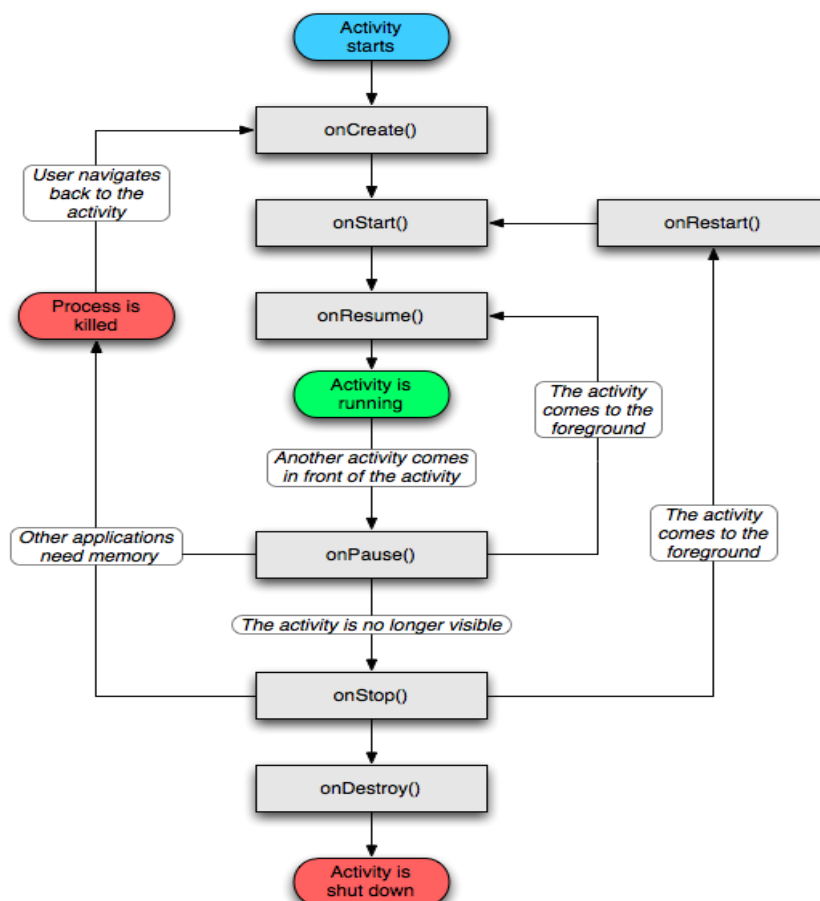 Activity
starts
onCreate()
User navigates
back to the
activity
onStart()
onRestart()
Process is
killed
onResume()
Activity is
running
The activity
comes to the
foreground
Another activity comes
in front of the activity
Other applications
need memory
onPause()
The activity
comes to the
foreground
The activity is no longer visible
onStop()
onDestroy()
Activity is
shut down